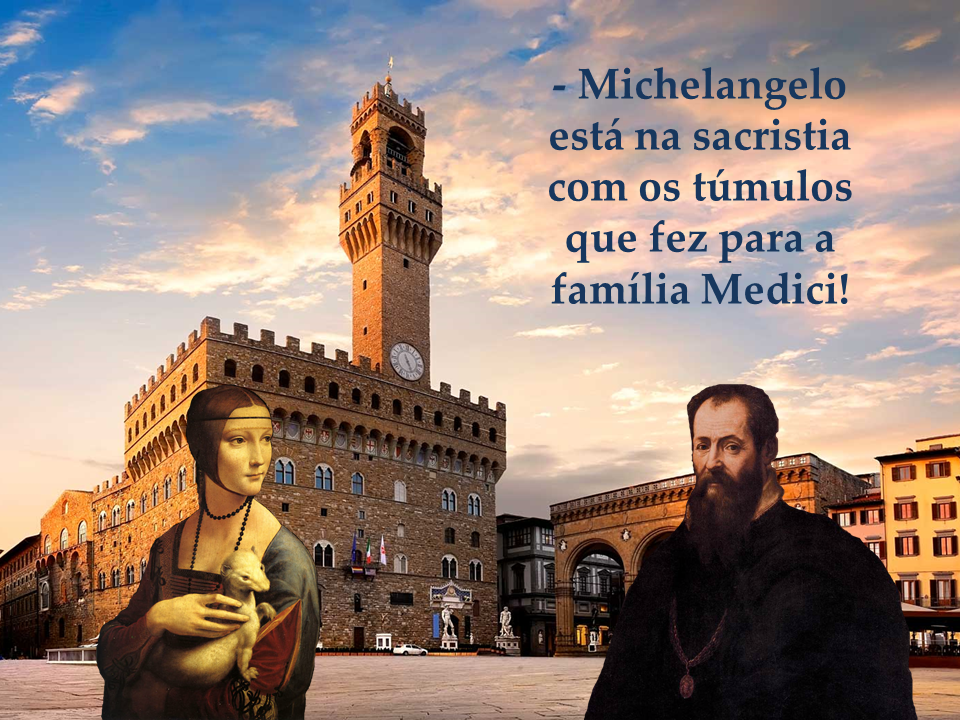 - Michelangelo
está na sacristia
com os túmulos
que fez para a
família Medici!